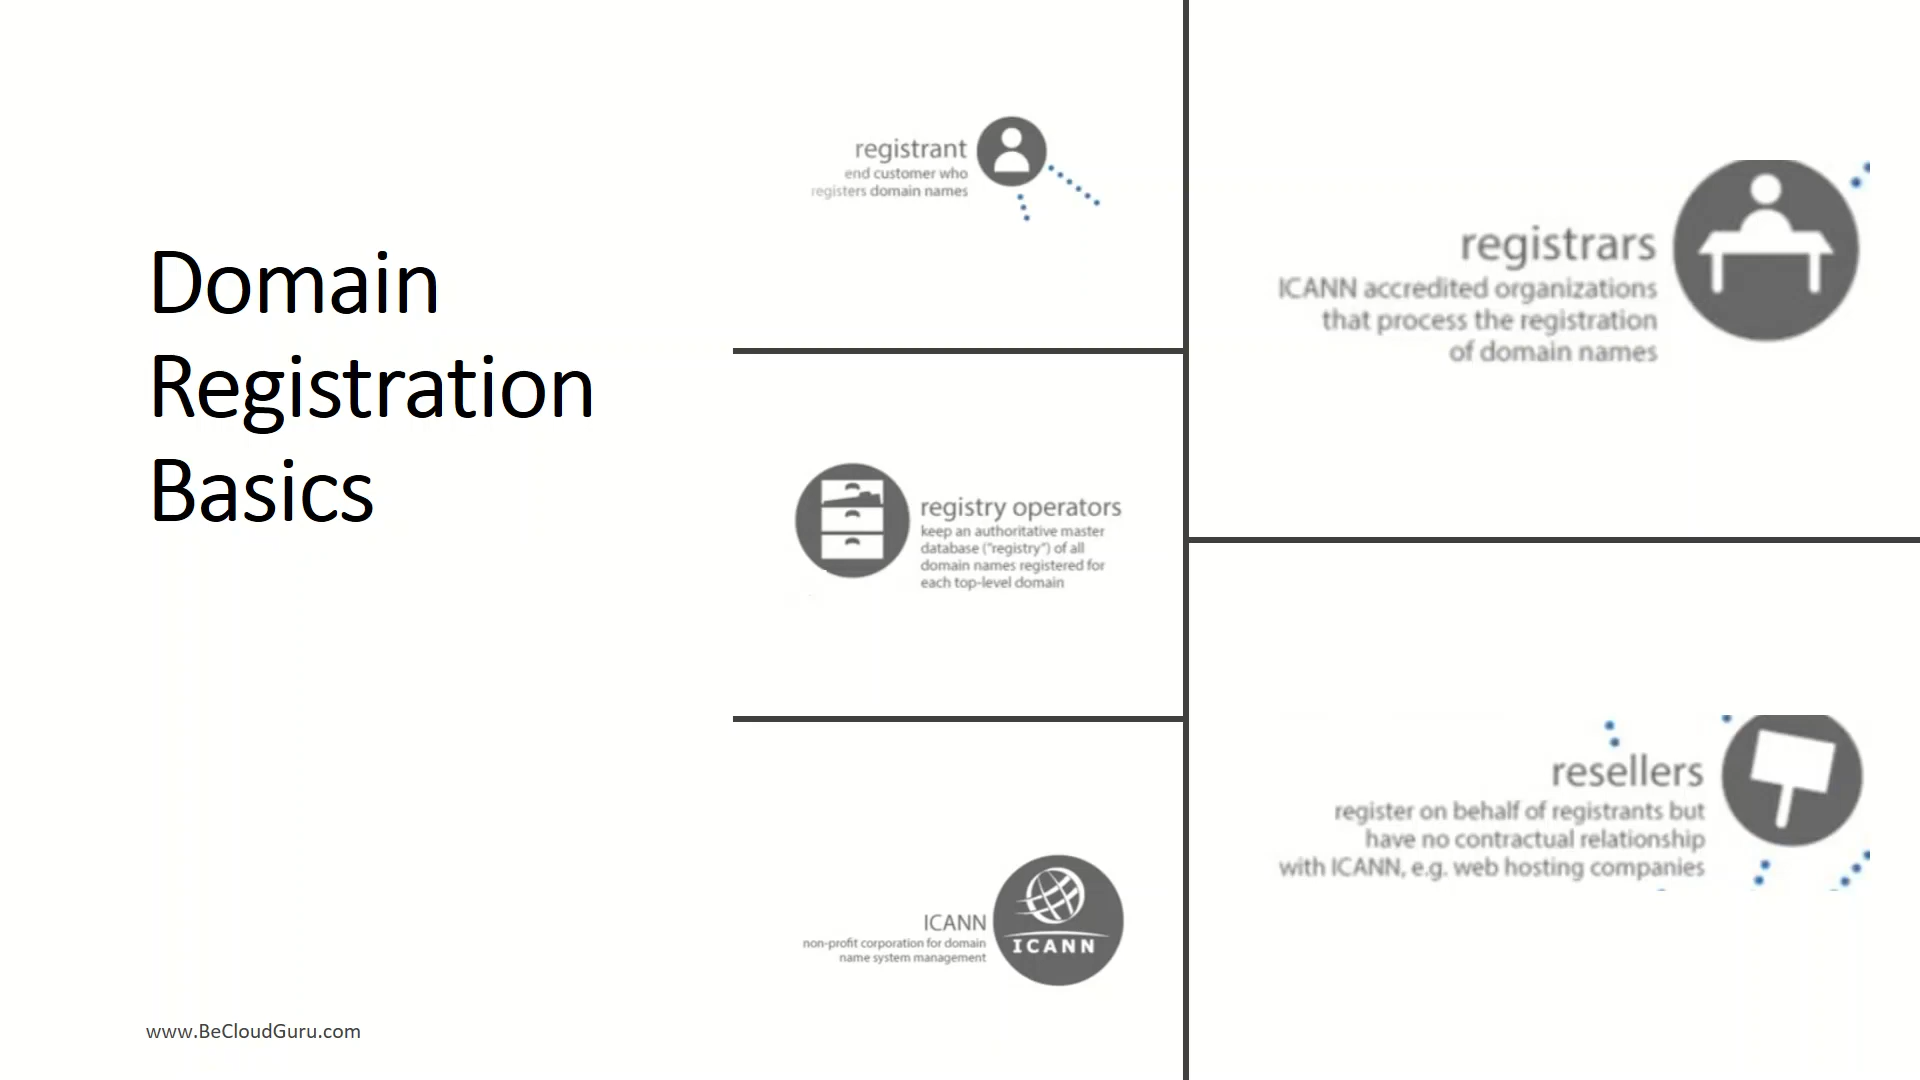 Domain
Registration
Basics
www.BeCloudGuru.com
registrant
end customer who
registers domain names
registry operators
keep an authoritative master
database ("registry") of all
domain names registered for
each top-level domain
ICANN
non-profit corporation for domain
name system management
ICANN
registrars
ICANN accredited organizations
that process the registration
of domain names
resellers
register on behalf of registrants but
have no contractual relationship
with ICANN, e.g. web hosting companies